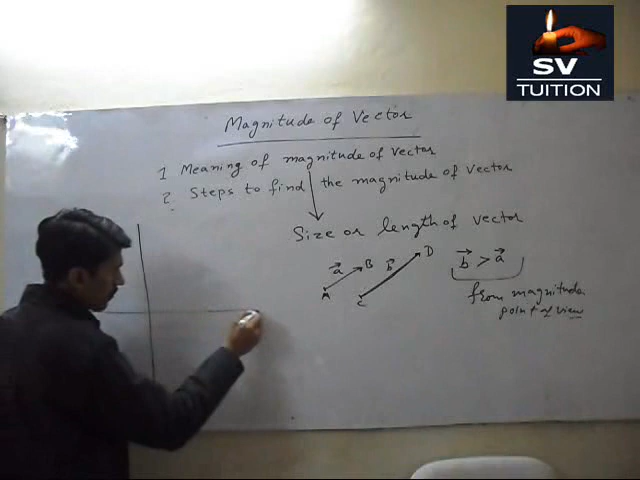 SV
TUITION
Magnitude of Vector
1 Meaning of magnitude of vector
2. Steps to find the magnitude of vector
Size or length of vector
A a⃗ B C b⃗ D
b⃗ > a⃗
from magnitude
point of view